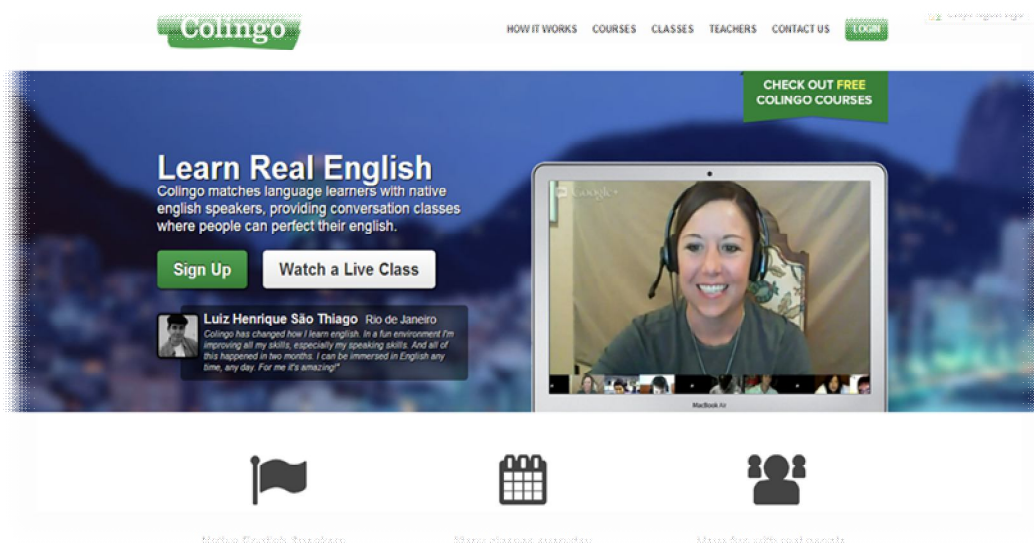 Colingo
HOW IT WORKS COURSES CLASSES TEACHERS CONTACT US LOGIN
CHECK OUT FREE
COLINGO COURSES
Learn Real English
Colingo matches language learners with native
english speakers, providing conversation classes
where people can perfect their english.
Sign Up Watch a Live Class
Google+
Luiz Henrique São Thiago Rio de Janeiro
Colingo has changed how I learn english. In a fun environment I'm
improving all my skills, especially my speaking skills. And all of
this happened in two months. I can be immersed in English any
time, any day. For me it's amazing!"
MacBook Air
Native English Speakers